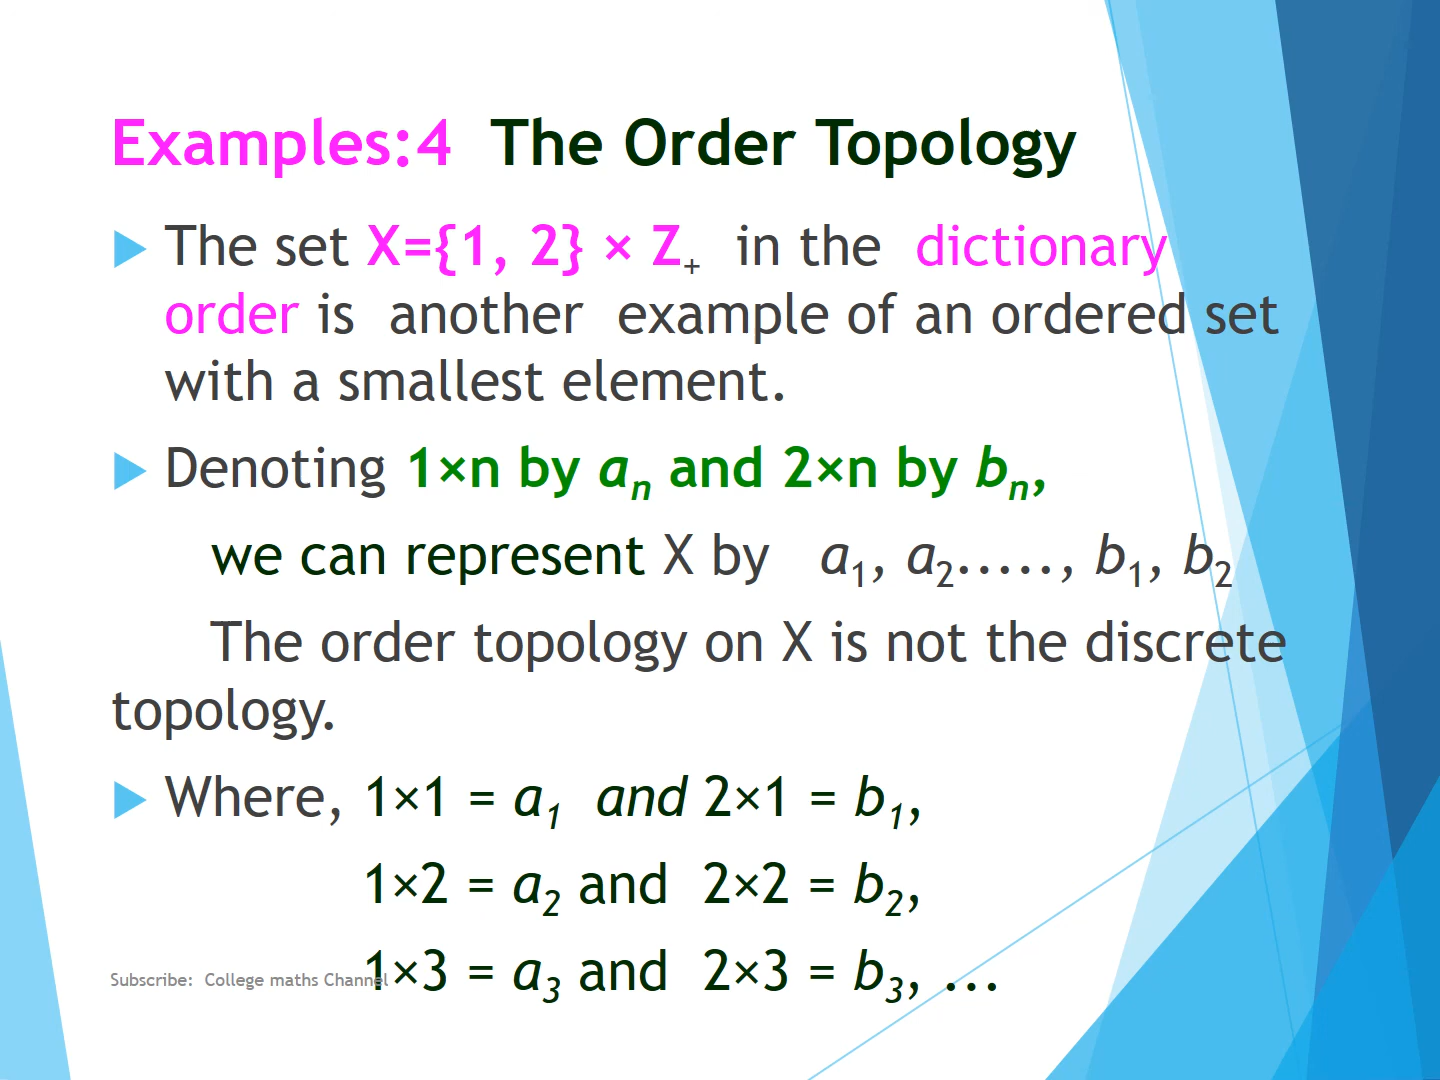 Examples:4 The Order Topology
The set X={1, 2} × Z₊ in the dictionary
order is another example of an ordered set
with a smallest element.
Denoting 1×n by aₙ and 2×n by bₙ,
we can represent X by a₁, a₂....., b₁, b₂
The order topology on X is not the discrete
topology.
Where, 1×1 = a₁ and 2×1 = b₁,
1×2 = a₂ and 2×2 = b₂,
1×3 = a₃ and 2×3 = b₃, ...
Subscribe: College maths Channel